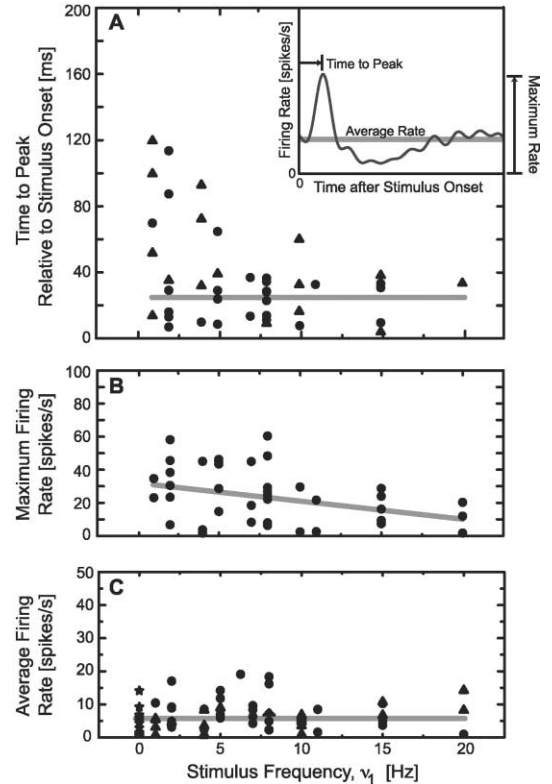 A
Time to Peak
Relative to Stimulus Onset [ms]
200
160
120
80
40
0
Firing Rate [spikes/s]
0
Time to Peak
Average Rate
Maximum Rate
Time after Stimulus Onset
B
Maximum Firing
Rate [spikes/s]
100
80
60
40
20
0
C
Average Firing
Rate [spikes/s]
50
40
30
20
10
0
0 5 10 15 20
Stimulus Frequency, ν₁ [Hz]